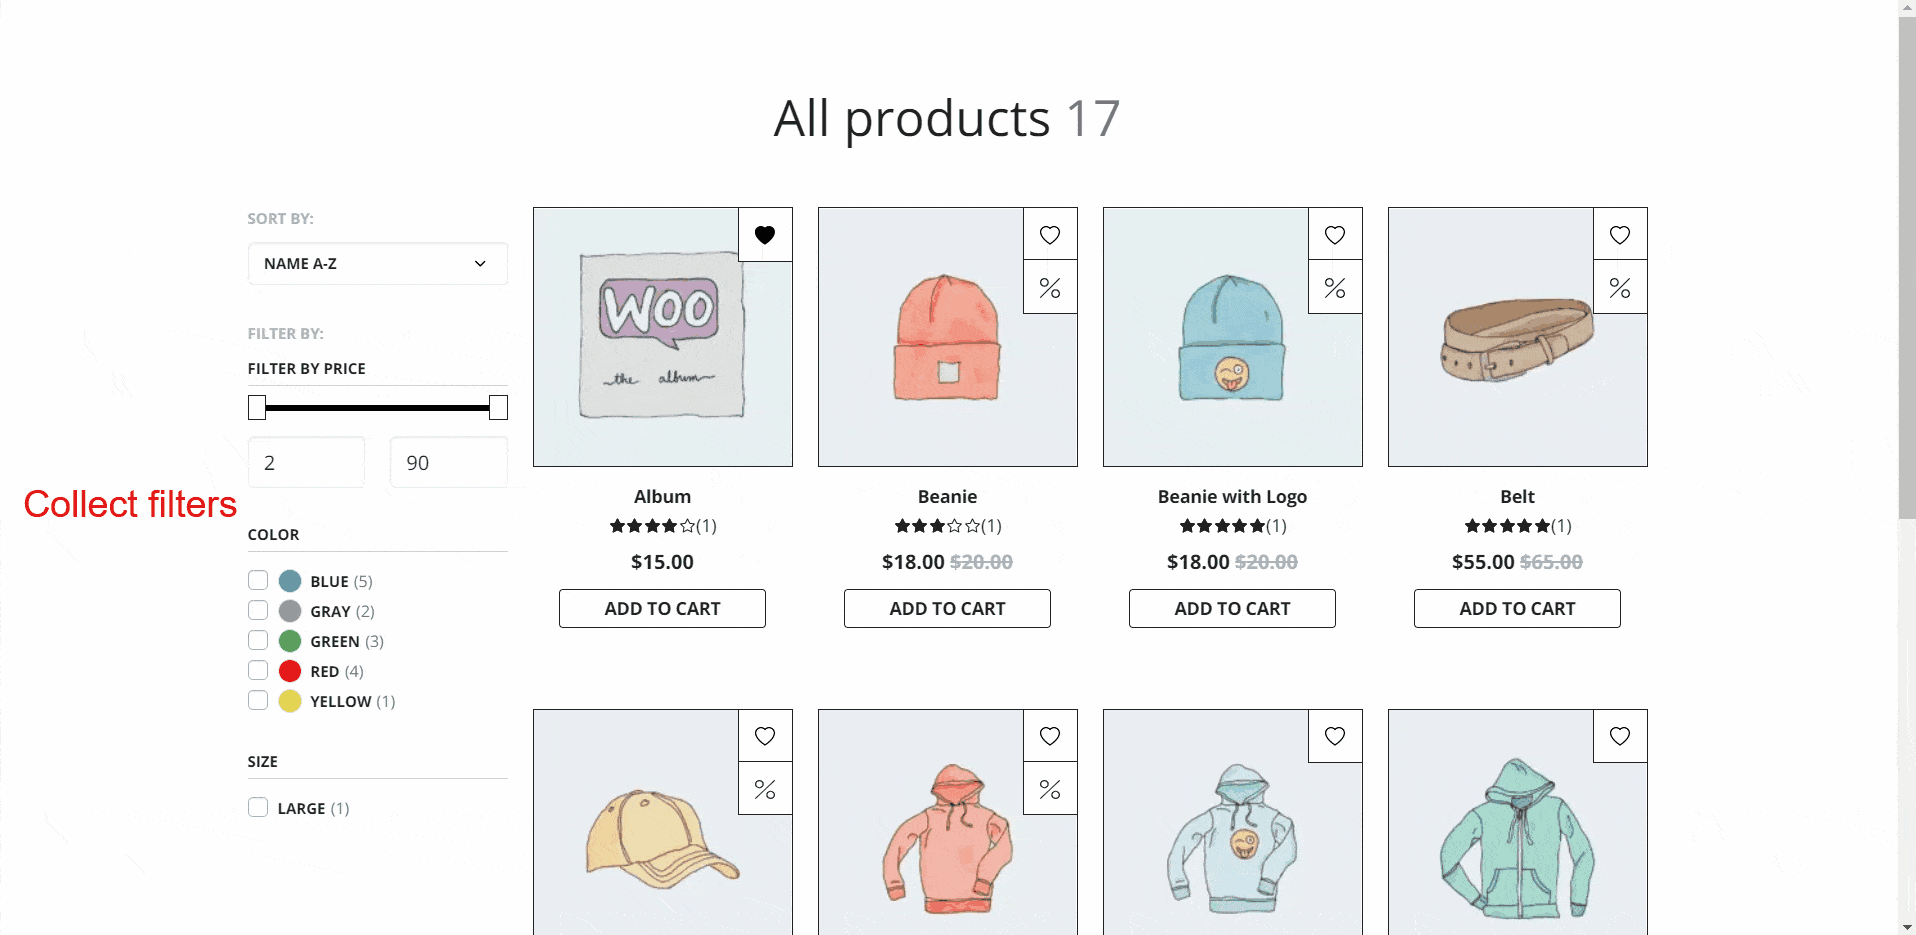 All products 17
SORT BY:
NAME A-Z
FILTER BY:
FILTER BY PRICE
2 90
Collect filters
COLOR
BLUE (5)
GRAY (2)
GREEN (3)
RED (4)
YELLOW (1)
SIZE
LARGE (1)
WOO
the album
%
%
%
Album
(1)
$15.00
ADD TO CART
Beanie
(1)
$18.00 $20.00
ADD TO CART
Beanie with Logo
(1)
$18.00 $20.00
ADD TO CART
Belt
(1)
$55.00 $65.00
ADD TO CART
%
%